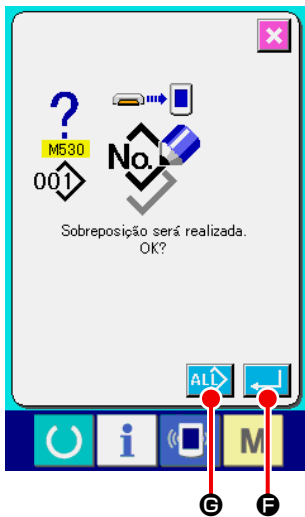 ?
M530
001
No.
Sobreposição será realizada.
OK?
ALL
i
M
G
F